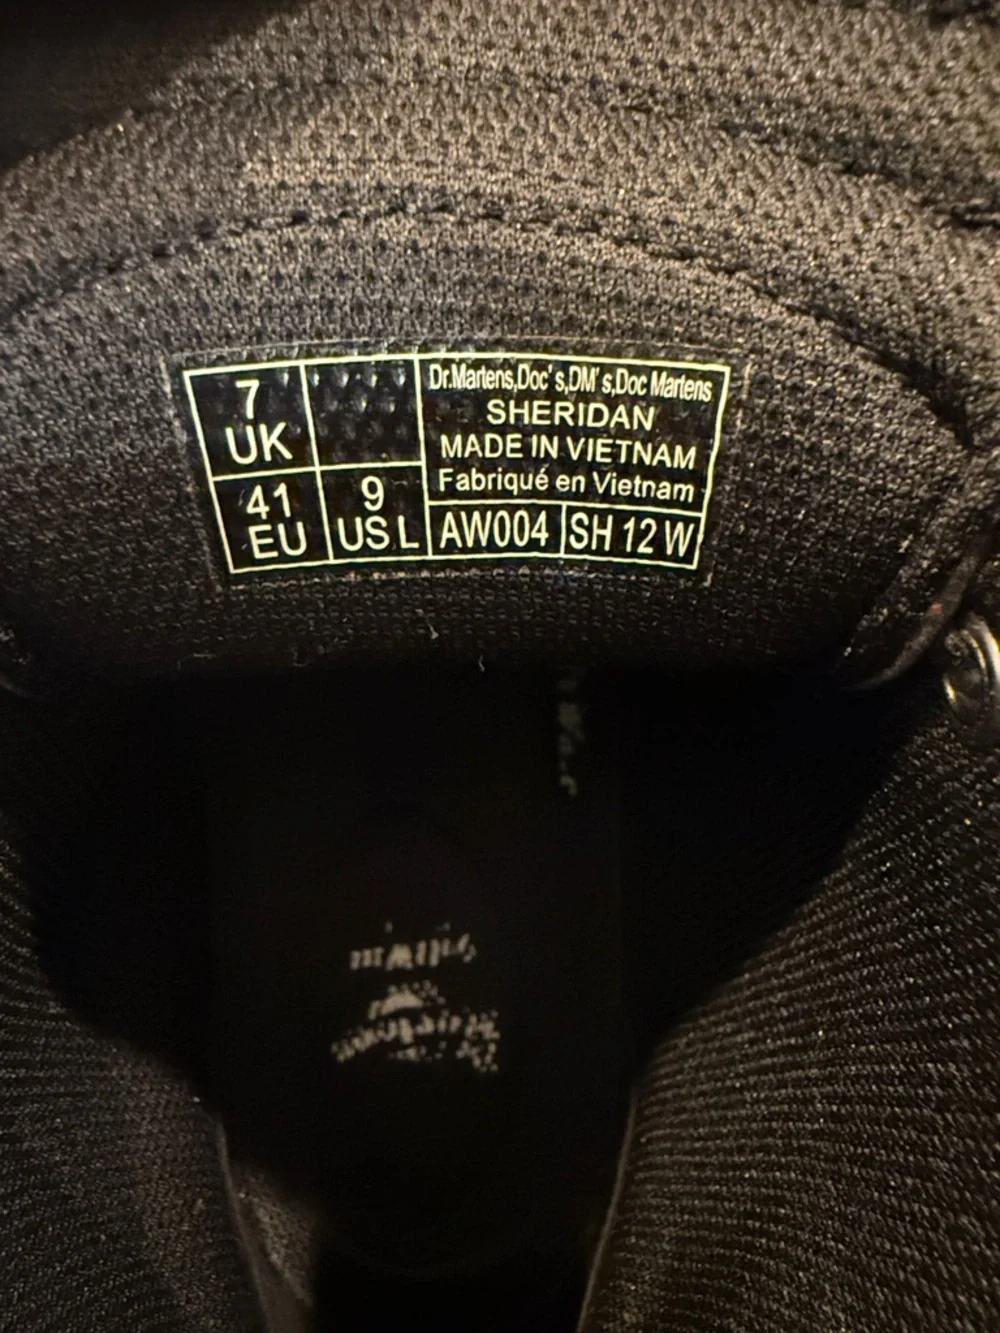 7
UK
41
EU
9
US L
Dr.Martens,Doc's,DM's,Doc Martens
SHERIDAN
MADE IN VIETNAM
Fabriqué en Vietnam
AW004
SH 12 W